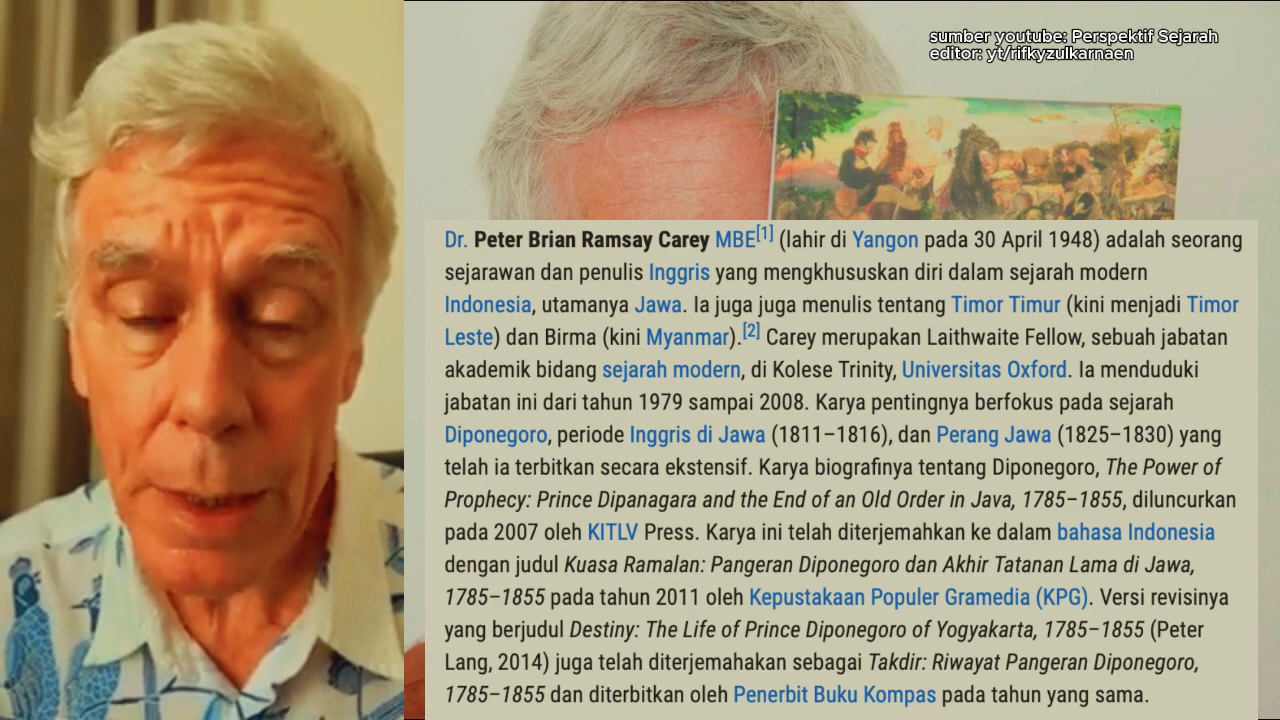 sumber youtube: Perspektif Sejarah
editor: yt/rifkyzulkarnaen
Dr. Peter Brian Ramsay Carey MBE[1] (lahir di Yangon pada 30 April 1948) adalah seorang
sejarawan dan penulis Inggris yang mengkhususkan diri dalam sejarah modern
Indonesia, utamanya Jawa. Ia juga juga menulis tentang Timor Timur (kini menjadi Timor
Leste) dan Birma (kini Myanmar).[2] Carey merupakan Laithwaite Fellow, sebuah jabatan
akademik bidang sejarah modern, di Kolese Trinity, Universitas Oxford. Ia menduduki
jabatan ini dari tahun 1979 sampai 2008. Karya pentingnya berfokus pada sejarah
Diponegoro, periode Inggris di Jawa (1811–1816), dan Perang Jawa (1825–1830) yang
telah ia terbitkan secara ekstensif. Karya biografinya tentang Diponegoro, The Power of
Prophecy: Prince Dipanagara and the End of an Old Order in Java, 1785–1855, diluncurkan
pada 2007 oleh KITLV Press. Karya ini telah diterjemahkan ke dalam bahasa Indonesia
dengan judul Kuasa Ramalan: Pangeran Diponegoro dan Akhir Tatanan Lama di Jawa,
1785–1855 pada tahun 2011 oleh Kepustakaan Populer Gramedia (KPG). Versi revisinya
yang berjudul Destiny: The Life of Prince Diponegoro of Yogyakarta, 1785–1855 (Peter
Lang, 2014) juga telah diterjemahakan sebagai Takdir: Riwayat Pangeran Diponegoro,
1785–1855 dan diterbitkan oleh Penerbit Buku Kompas pada tahun yang sama.